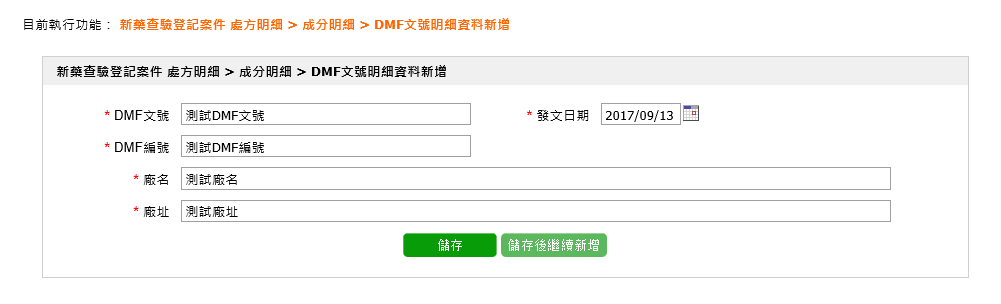 目前執行功能： 新藥查驗登記案件 處方明細 > 成分明細 > DMF文號明細資料新增
新藥查驗登記案件 處方明細 > 成分明細 > DMF文號明細資料新增
* DMF文號 測試DMF文號 * 發文日期 2017/09/13
* DMF編號 測試DMF編號
* 廠名 測試廠名
* 廠址 測試廠址
儲存 儲存後繼續新增